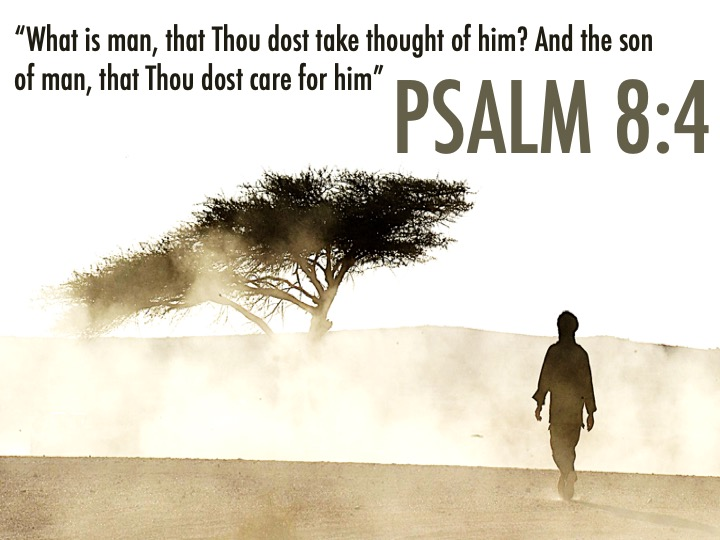 “What is man, that Thou dost take thought of him? And the son
of man, that Thou dost care for him”
PSALM 8:4